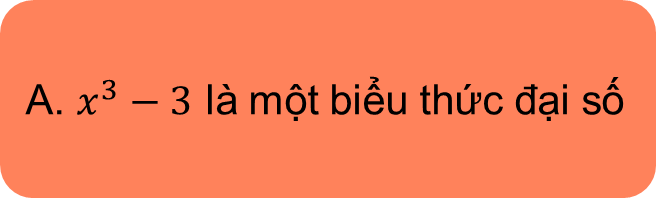 A. x³ − 3 là một biểu thức đại số